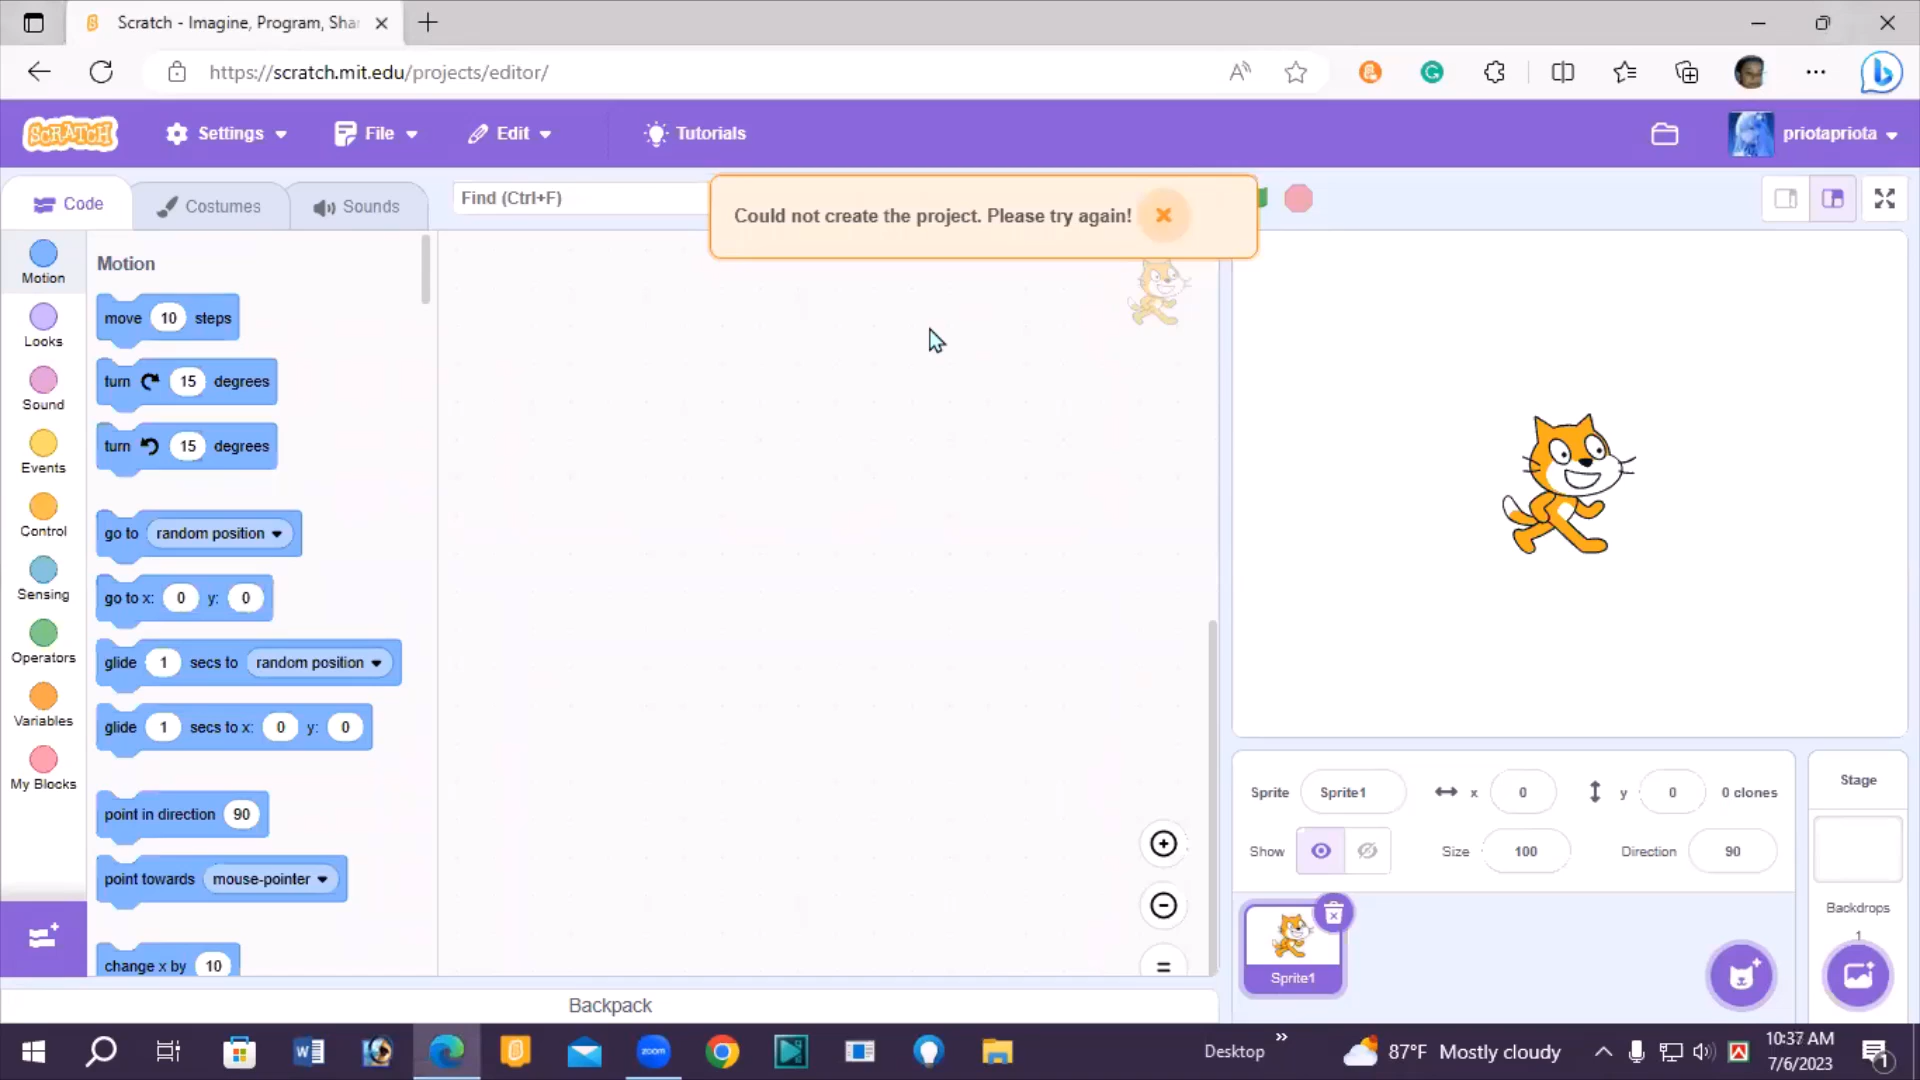 Scratch - Imagine, Program, Sha
https://scratch.mit.edu/projects/editor/
SCRATCH
Settings
File
Edit
Tutorials
priotapriota
Code
Costumes
Sounds
Find (Ctrl+F)
Could not create the project. Please try again!
Motion
Looks
Sound
Events
Control
Sensing
Operators
Variables
My Blocks
Motion
move 10 steps
turn 15 degrees
turn 15 degrees
go to random position
go to x: 0 y: 0
glide 1 secs to random position
glide 1 secs to x: 0 y: 0
point in direction 90
point towards mouse-pointer
change x by 10
Backpack
Sprite Sprite1 x 0 y 0 0 clones
Show Size 100 Direction 90
Sprite1
Stage
Backdrops
1
zoom
Desktop
87°F Mostly cloudy
10:37 AM
7/6/2023
1